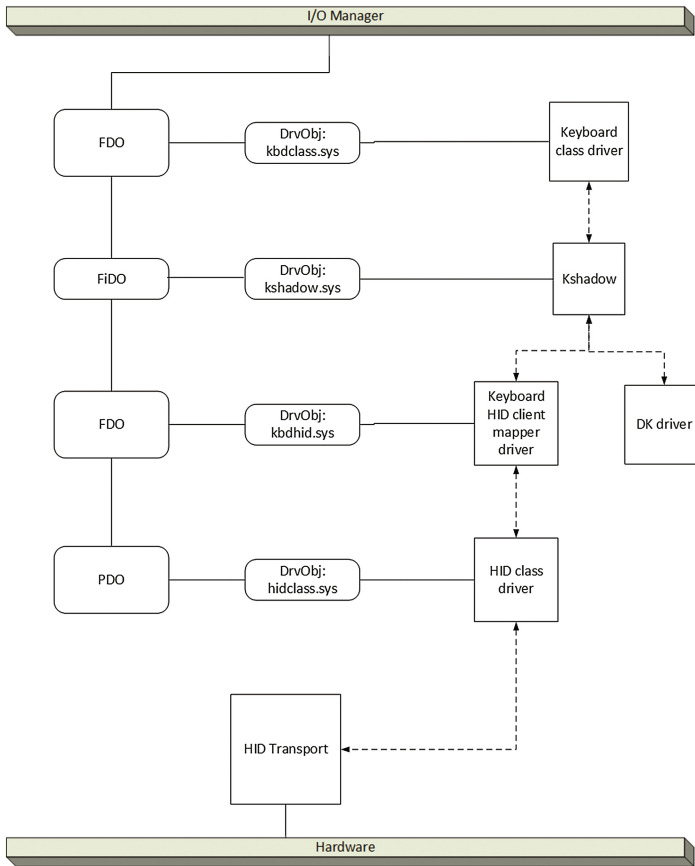 I/O Manager
FDO
DrvObj:
kbdclass.sys
Keyboard
class driver
FiDO
DrvObj:
kshadow.sys
Kshadow
FDO
DrvObj:
kbdhid.sys
Keyboard
HID client
mapper
driver
DK driver
PDO
DrvObj:
hidclass.sys
HID class
driver
HID Transport
Hardware